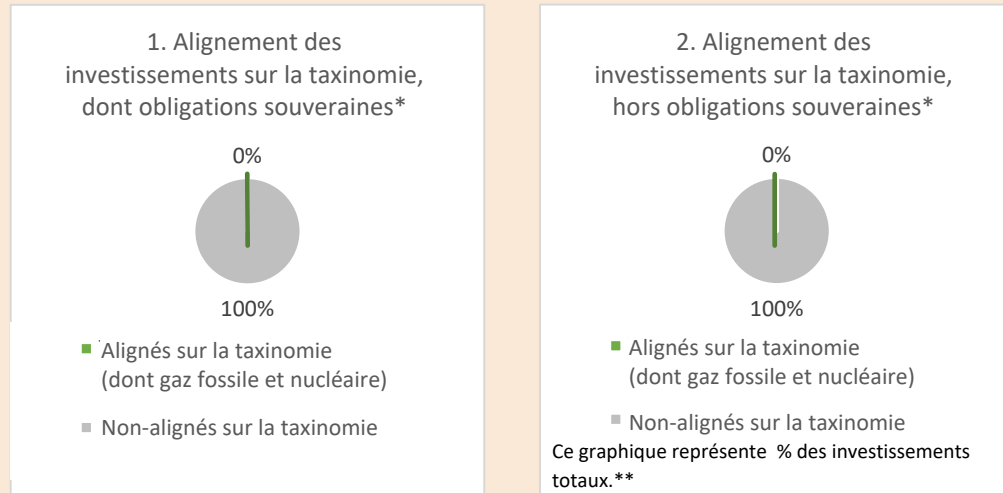 1. Alignement des
investissements sur la taxinomie,
dont obligations souveraines*
0%
100%
Alignés sur la taxinomie
(dont gaz fossile et nucléaire)
Non-alignés sur la taxinomie
2. Alignement des
investissements sur la taxinomie,
hors obligations souveraines*
0%
100%
Alignés sur la taxinomie
(dont gaz fossile et nucléaire)
Non-alignés sur la taxinomie
Ce graphique représente  % des investissements
totaux.**